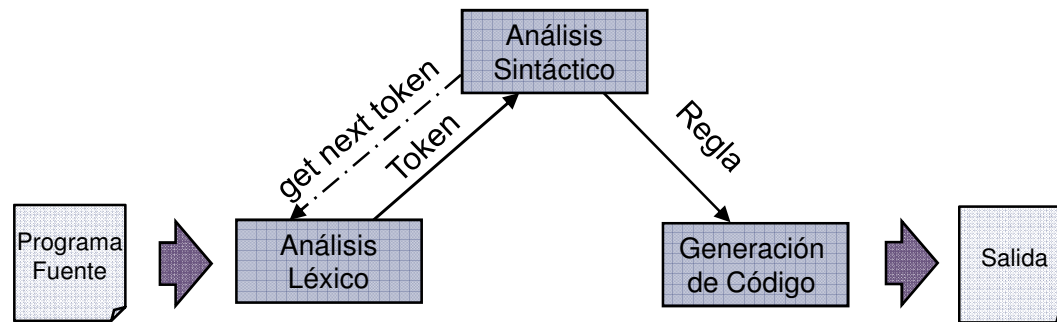 Análisis
Sintáctico
get next token
Token
Regla
Programa
Fuente
Análisis
Léxico
Generación
de Código
Salida